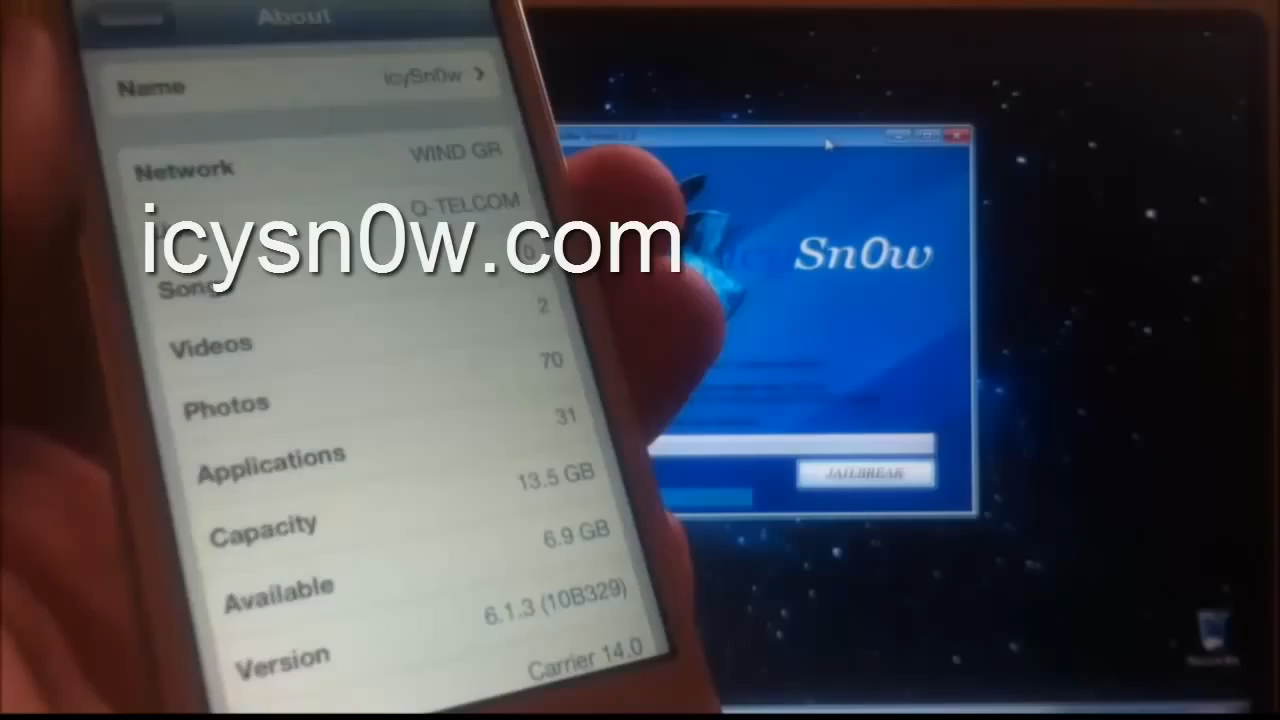 About
Name icySn0w
Network WIND GR
Q-TELCOM
icysn0w.com
Songs 0
Videos 2
Photos 70
Applications 31
Capacity 13.5 GB
Available 6.9 GB
Version 6.1.3 (10B329)
Carrier 14.0
Sn0w
JAILBREAK